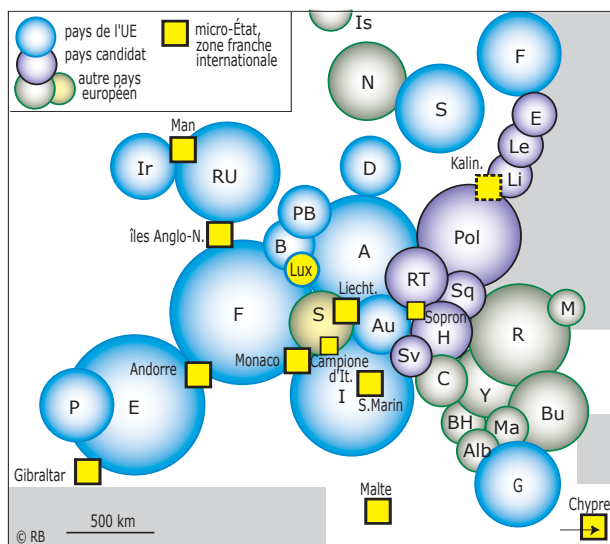 pays de l'UE
pays candidat
autre pays
européen
micro-État,
zone franche
internationale
Is
N
S
F
E
Le
Li
Kalin.
Man
Ir
RU
D
PB
B
A
Pol
îles Anglo-N.
Lux
RT
Sq
Liecht.
F
S
Au
Sopron
H
R
M
Monaco
Campione
d'It.
Sv
Andorre
I
S.Marin
C
Y
P
E
BH
Ma
Bu
Alb
Gibraltar
G
Malte
Chypre
500 km
© RB